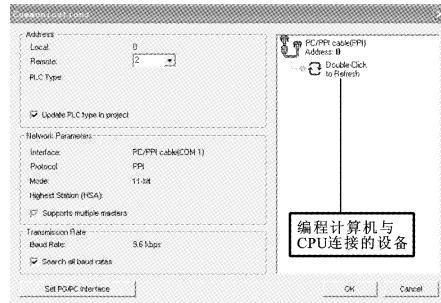 Communications
Address
Local: 0
Remote: 2
PLC Type:
Update PLC type in project
Network Parameters
Interface: PC/PPI cable(COM 1)
Protocol: PPI
Mode: 11-bit
Highest Station (HSA):
Supports multiple masters
Transmission Rate
Baud Rate: 9.6 kbps
Search all baud rates
Set PG/PC Interface
PC/PPI cable(PPI)
Address: 0
Double-Click
to Refresh
编程计算机与
CPU连接的设备
OK
Cancel